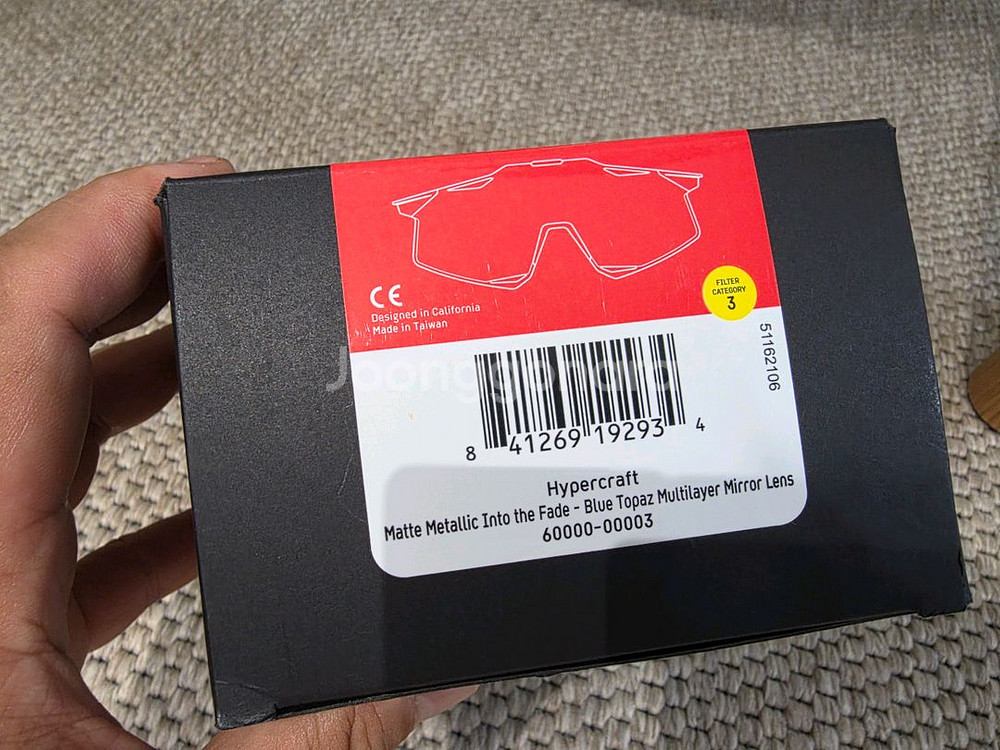 CE
Designed in California
Made in Taiwan
FILTER
CATEGORY
3
51162106
Joonggonara
8 41269 19293 4
Hypercraft
Matte Metallic Into the Fade - Blue Topaz Multilayer Mirror Lens
60000-00003